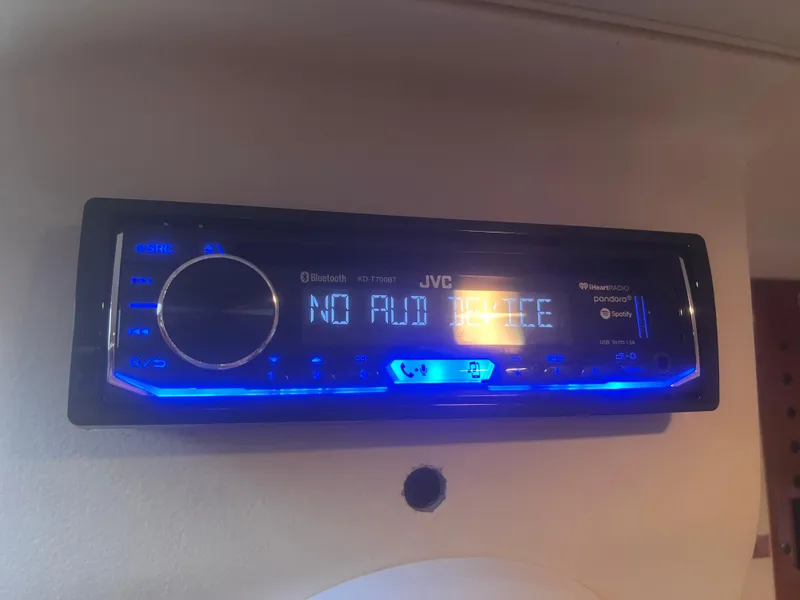 Bluetooth KD-T700BT JVC
NO AUD DEVICE
iHeartRADIO
pandora
Spotify